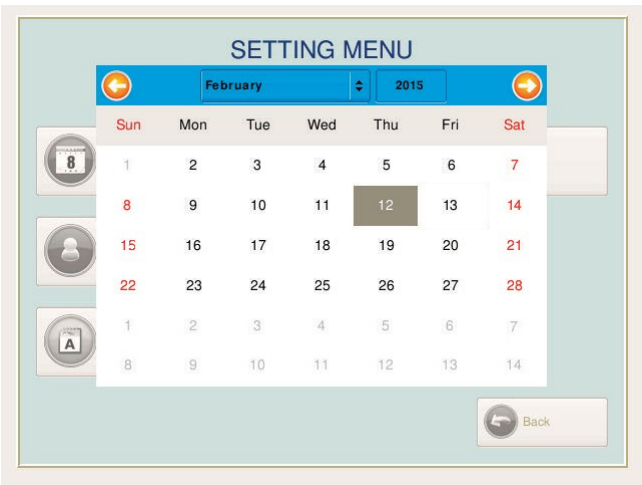 SETTING MENU
February 2015
Sun Mon Tue Wed Thu Fri Sat
1 2 3 4 5 6 7
8 9 10 11 12 13 14
15 16 17 18 19 20 21
22 23 24 25 26 27 28
1 2 3 4 5 6 7
8 9 10 11 12 13 14
8
A
Back